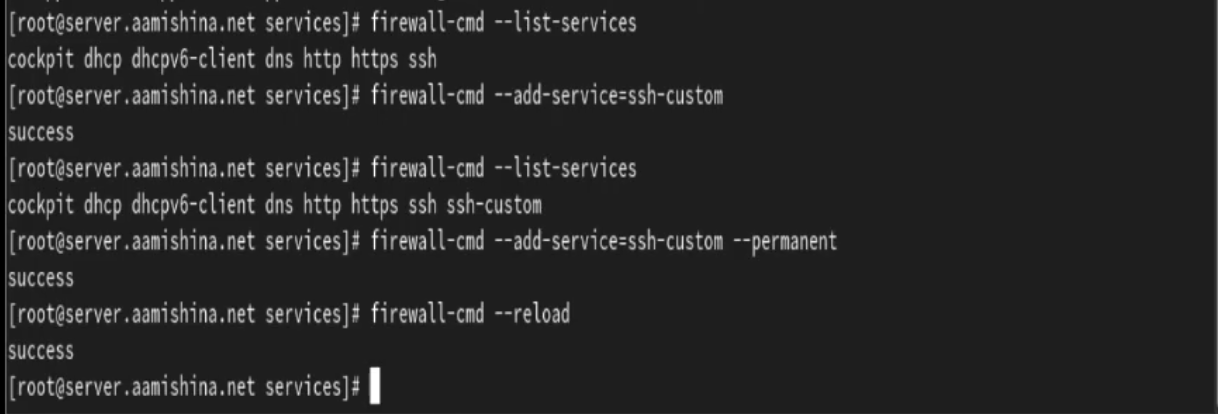 [root@server.aamishina.net services]# firewall-cmd --list-services
cockpit dhcp dhcpv6-client dns http https ssh
[root@server.aamishina.net services]# firewall-cmd --add-service=ssh-custom
success
[root@server.aamishina.net services]# firewall-cmd --list-services
cockpit dhcp dhcpv6-client dns http https ssh ssh-custom
[root@server.aamishina.net services]# firewall-cmd --add-service=ssh-custom --permanent
success
[root@server.aamishina.net services]# firewall-cmd --reload
success
[root@server.aamishina.net services]#